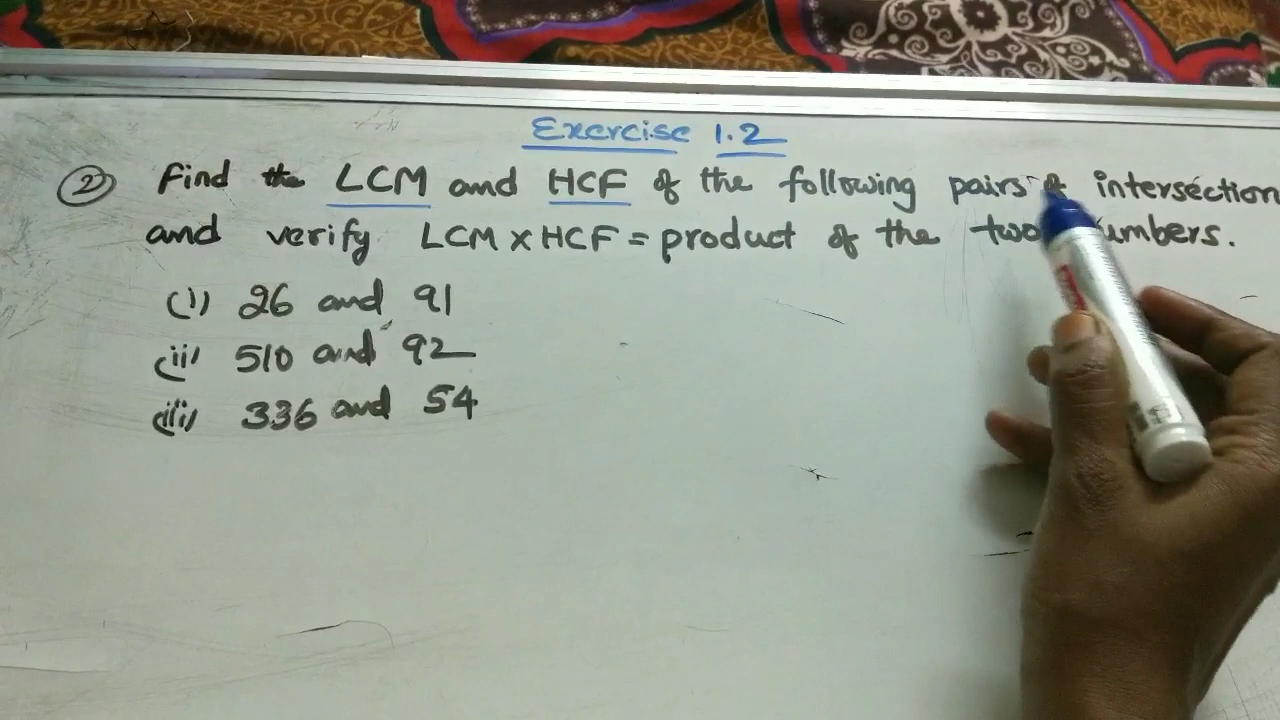 Exercise 1.2
2 Find the LCM and HCF of the following pairs of intersection
and verify LCM x HCF = product of the two umbers.
(i) 26 and 91
(ii) 510 and 92
(iii) 336 and 54